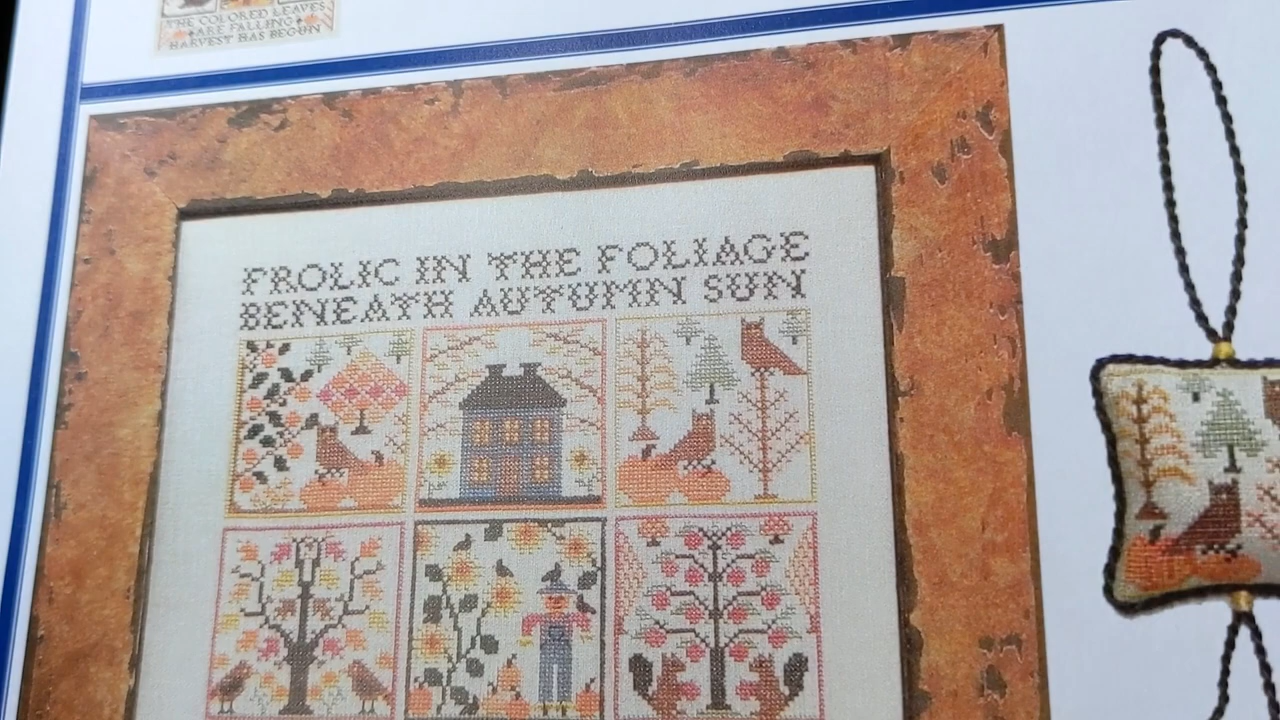 THE COLORED LEAVES
ARE FALLING
HARVEST HAS BEGUN
FROLIC IN THE FOLIAGE
BENEATH AUTUMN SUN